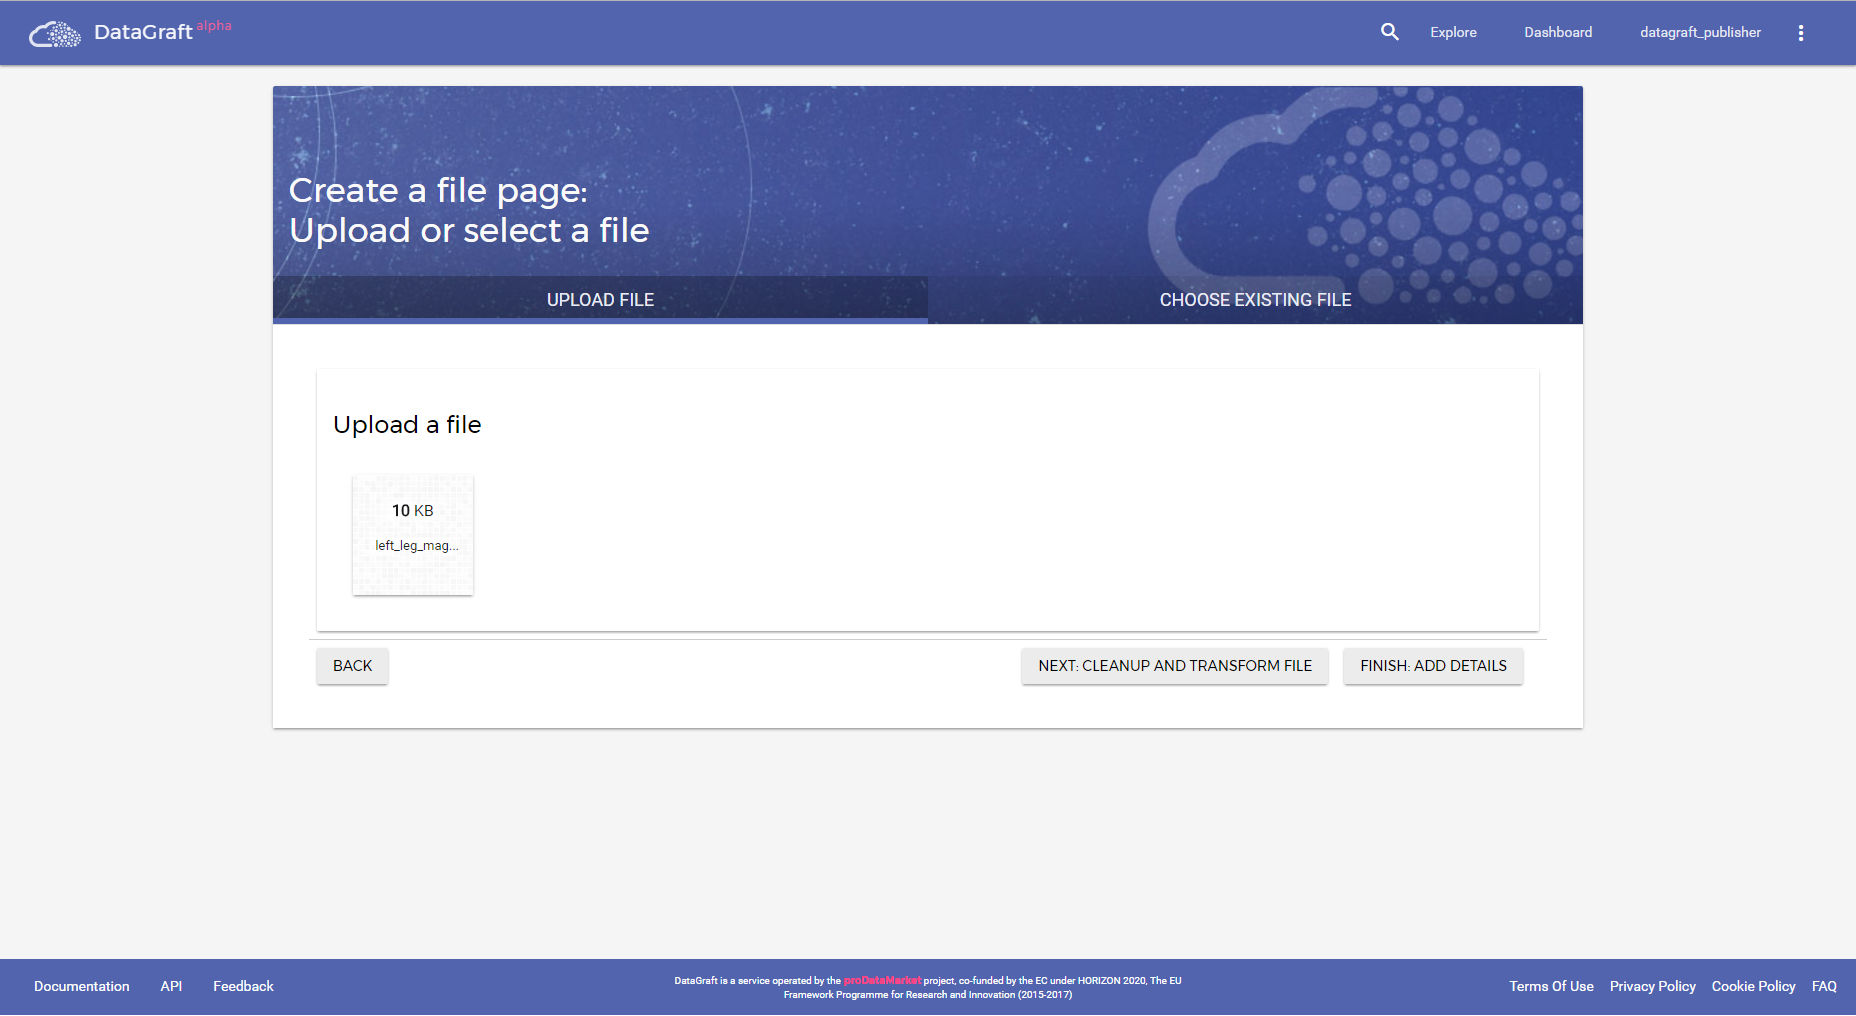 DataGraft alpha
Explore
Dashboard
datagraft_publisher
Create a file page:
Upload or select a file
UPLOAD FILE
CHOOSE EXISTING FILE
Upload a file
10 KB
left_leg_mag...
BACK
NEXT: CLEANUP AND TRANSFORM FILE
FINISH: ADD DETAILS
Documentation
API
Feedback
DataGraft is a service operated by the proDataMarket project, co-funded by the EC under HORIZON 2020, The EU
Framework Programme for Research and Innovation (2015-2017)
Terms Of Use
Privacy Policy
Cookie Policy
FAQ